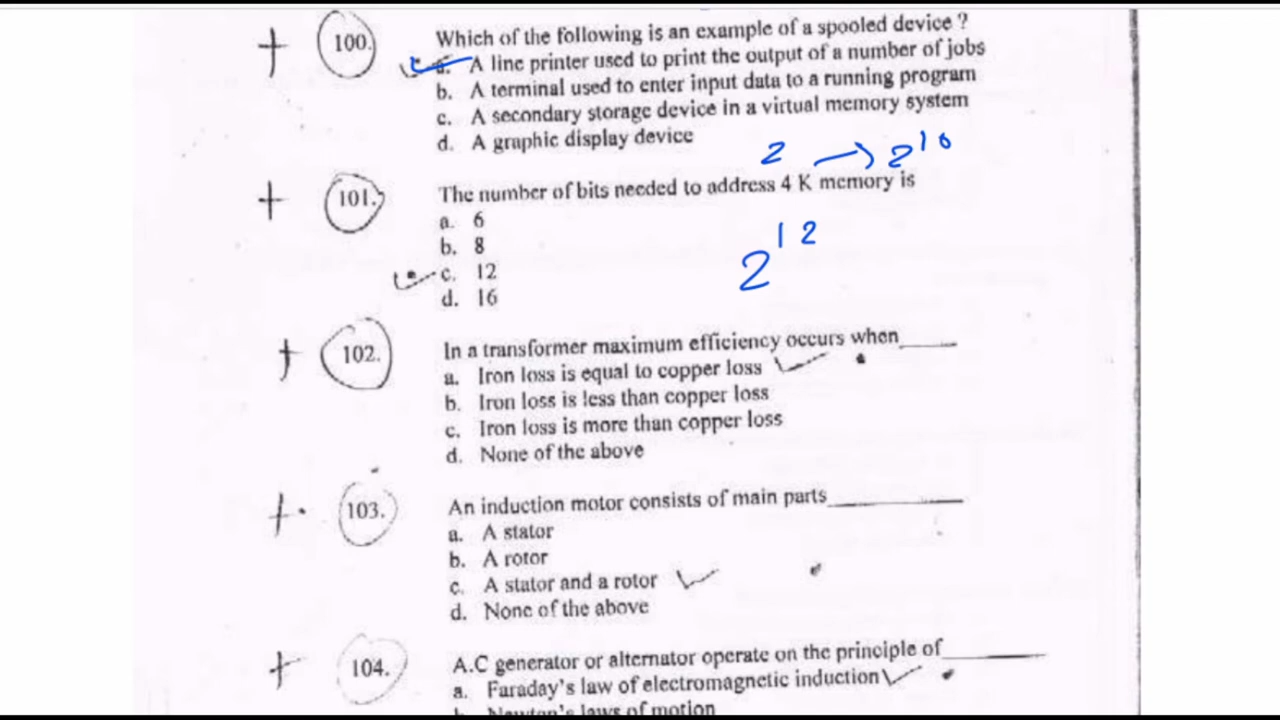 100. Which of the following is an example of a spooled device ?
a. A line printer used to print the output of a number of jobs
b. A terminal used to enter input data to a running program
c. A secondary storage device in a virtual memory system
d. A graphic display device
2 → 2^10
101. The number of bits needed to address 4 K memory is
a. 6
b. 8
2^12
c. 12
d. 16
102. In a transformer maximum efficiency occurs when____
a. Iron loss is equal to copper loss
b. Iron loss is less than copper loss
c. Iron loss is more than copper loss
d. None of the above
103. An induction motor consists of main parts____
a. A stator
b. A rotor
c. A stator and a rotor
d. None of the above
104. A.C generator or alternator operate on the principle of____
a. Faraday's law of electromagnetic induction
b. Newton's laws of motion